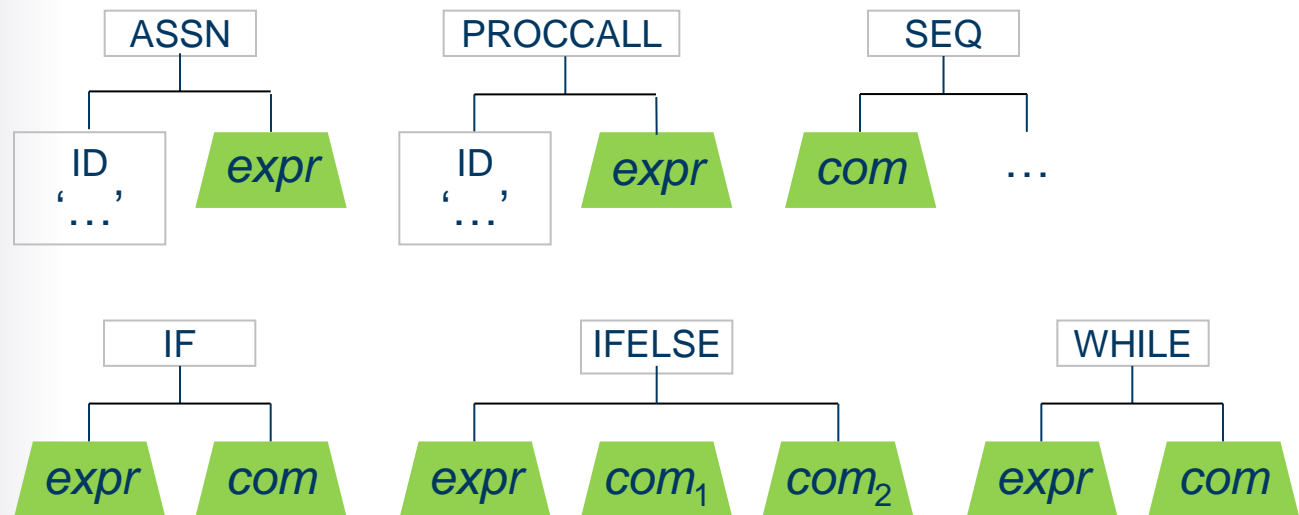 ASSN PROCCALL SEQ
ID expr ID expr com …
‘…’ ‘…’
IF IFELSE WHILE
expr com expr com₁ com₂ expr com